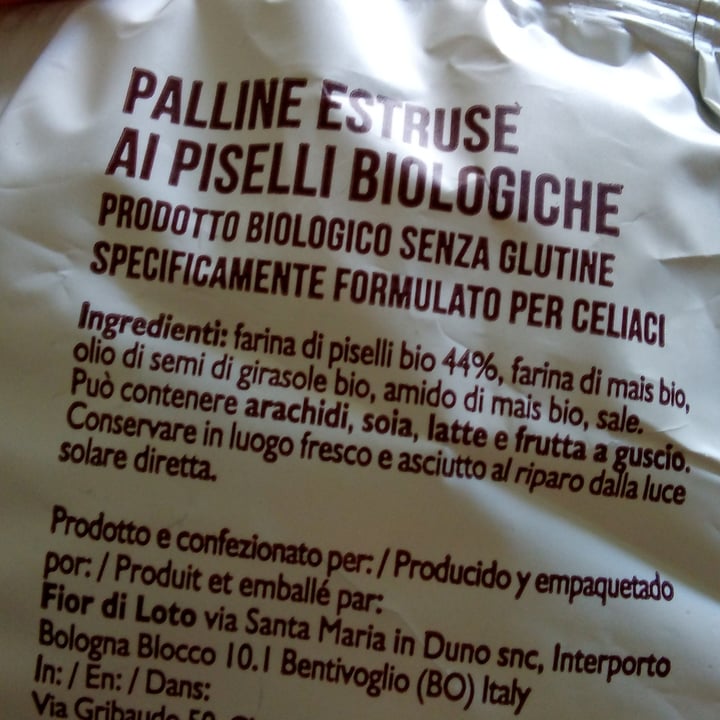 PALLINE ESTRUSE
AI PISELLI BIOLOGICHE
PRODOTTO BIOLOGICO SENZA GLUTINE
SPECIFICAMENTE FORMULATO PER CELIACI
Ingredienti: farina di piselli bio 44%, farina di mais bio,
olio di semi di girasole bio, amido di mais bio, sale.
Può contenere arachidi, soia, latte e frutta a guscio.
Conservare in luogo fresco e asciutto al riparo dalla luce
solare diretta.
Prodotto e confezionato per: / Producido y empaquetado
por: / Produit et emballé par:
Fior di Loto via Santa Maria in Duno snc, Interporto
Bologna Blocco 10.1 Bentivoglio (BO) Italy
In: / En: / Dans:
Via Gribaudo